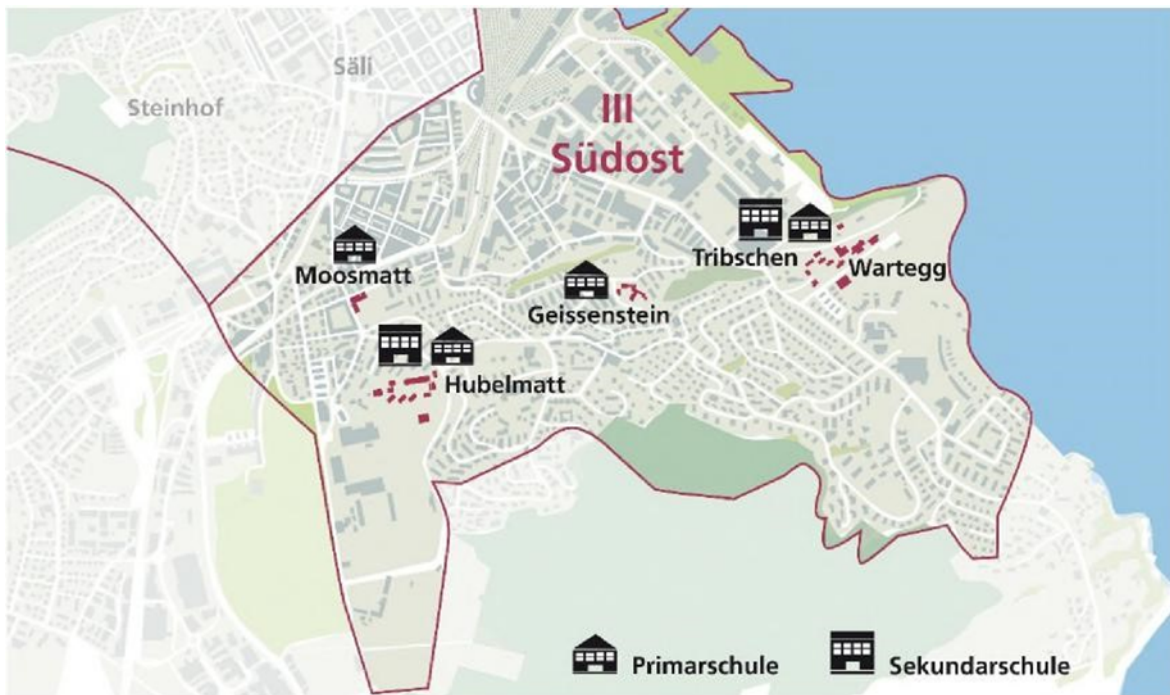 Säli
Steinhof
III
Südost
Moosmatt
Tribschen
Wartegg
Geissenstein
Hubelmatt
Primarschule
Sekundarschule